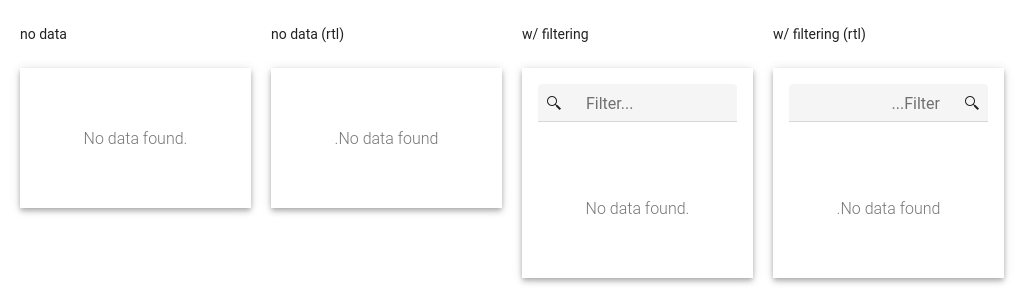 no data
No data found.
no data (rtl)
.No data found
w/ filtering
Filter...
No data found.
w/ filtering (rtl)
...Filter
.No data found